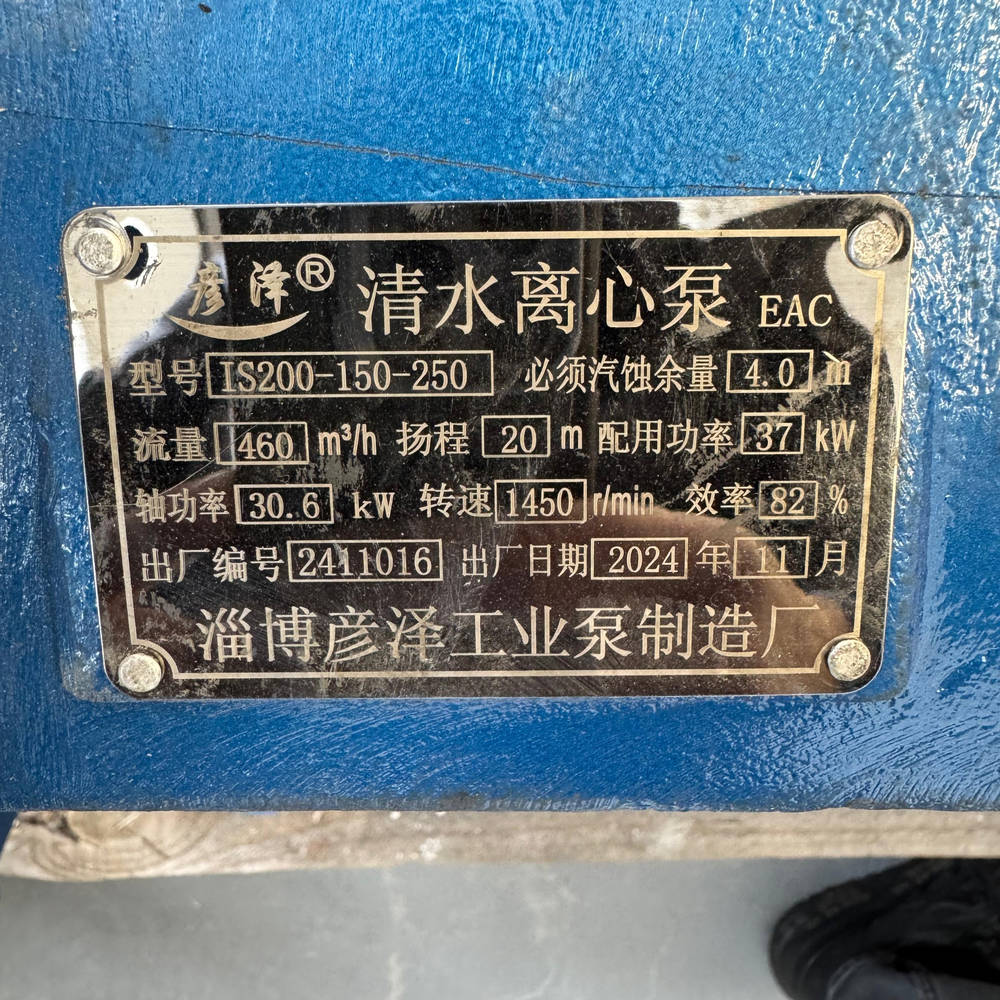 彦泽® 清水离心泵 EAC
型号 IS200-150-250 必须汽蚀余量 4.0 m
流量 460 m³/h 扬程 20 m 配用功率 37 kW
轴功率 30.6 kW 转速 1450 r/min 效率 82 %
出厂编号 2411016 出厂日期 2024 年 11 月
淄博彦泽工业泵制造厂